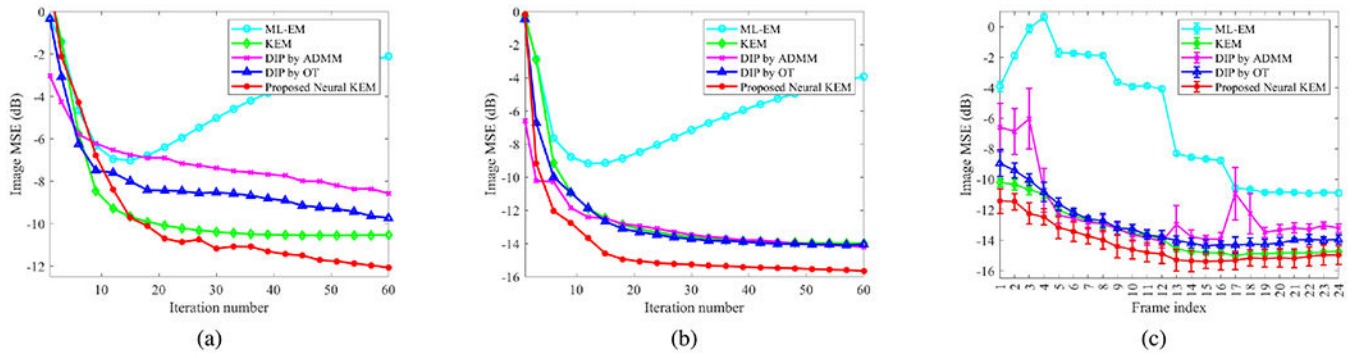 0
-2
-4
-6
-8
-10
-12
Image MSE (dB)
10 20 30 40 50 60
Iteration number
ML-EM
KEM
DIP by ADMM
DIP by OT
Proposed Neural KEM
(a)
0
-2
-4
-6
-8
-10
-12
-14
-16
Image MSE (dB)
10 20 30 40 50 60
Iteration number
ML-EM
KEM
DIP by ADMM
DIP by OT
Proposed Neural KEM
(b)
0
-2
-4
-6
-8
-10
-12
-14
-16
Image MSE (dB)
1 2 3 4 5 6 7 8 9 10 11 12 13 14 15 16 17 18 19 20 21 22 23 24
Frame index
ML-EM
KEM
DIP by ADMM
DIP by OT
Proposed Neural KEM
(c)